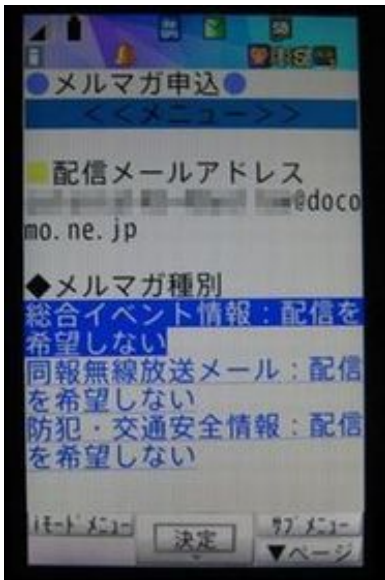 ●メルマガ申込●
<<メニュー>>
■配信メールアドレス
@doco
mo.ne.jp
◆メルマガ種別
総合イベント情報：配信を
希望しない
同報無線放送メール：配信
を希望しない
防犯・交通安全情報：配信
を希望しない
iモードメニュー 決定 サブメニュー
▼ページ